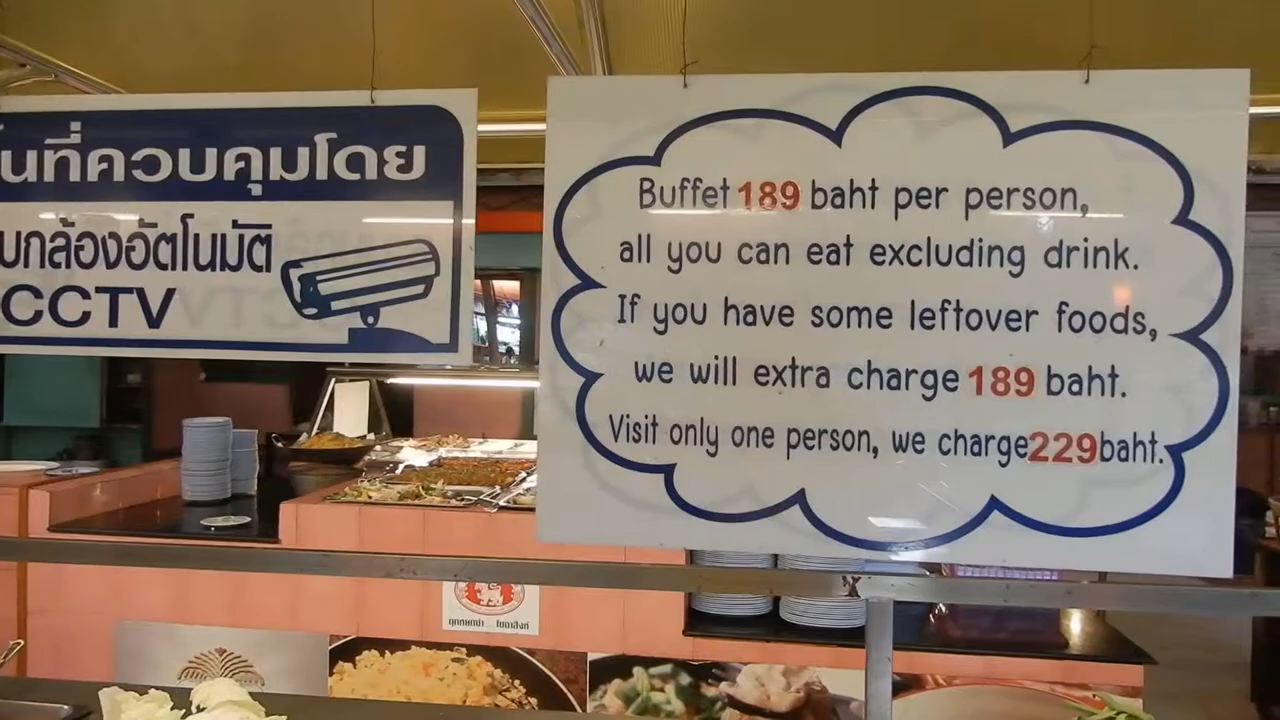 นที่ควบคุมโดย
กล้องอัตโนมัติ
CCTV
Buffet 189 baht per person,
all you can eat excluding drink.
If you have some leftover foods,
we will extra charge 189 baht.
Visit only one person, we charge 229 baht.